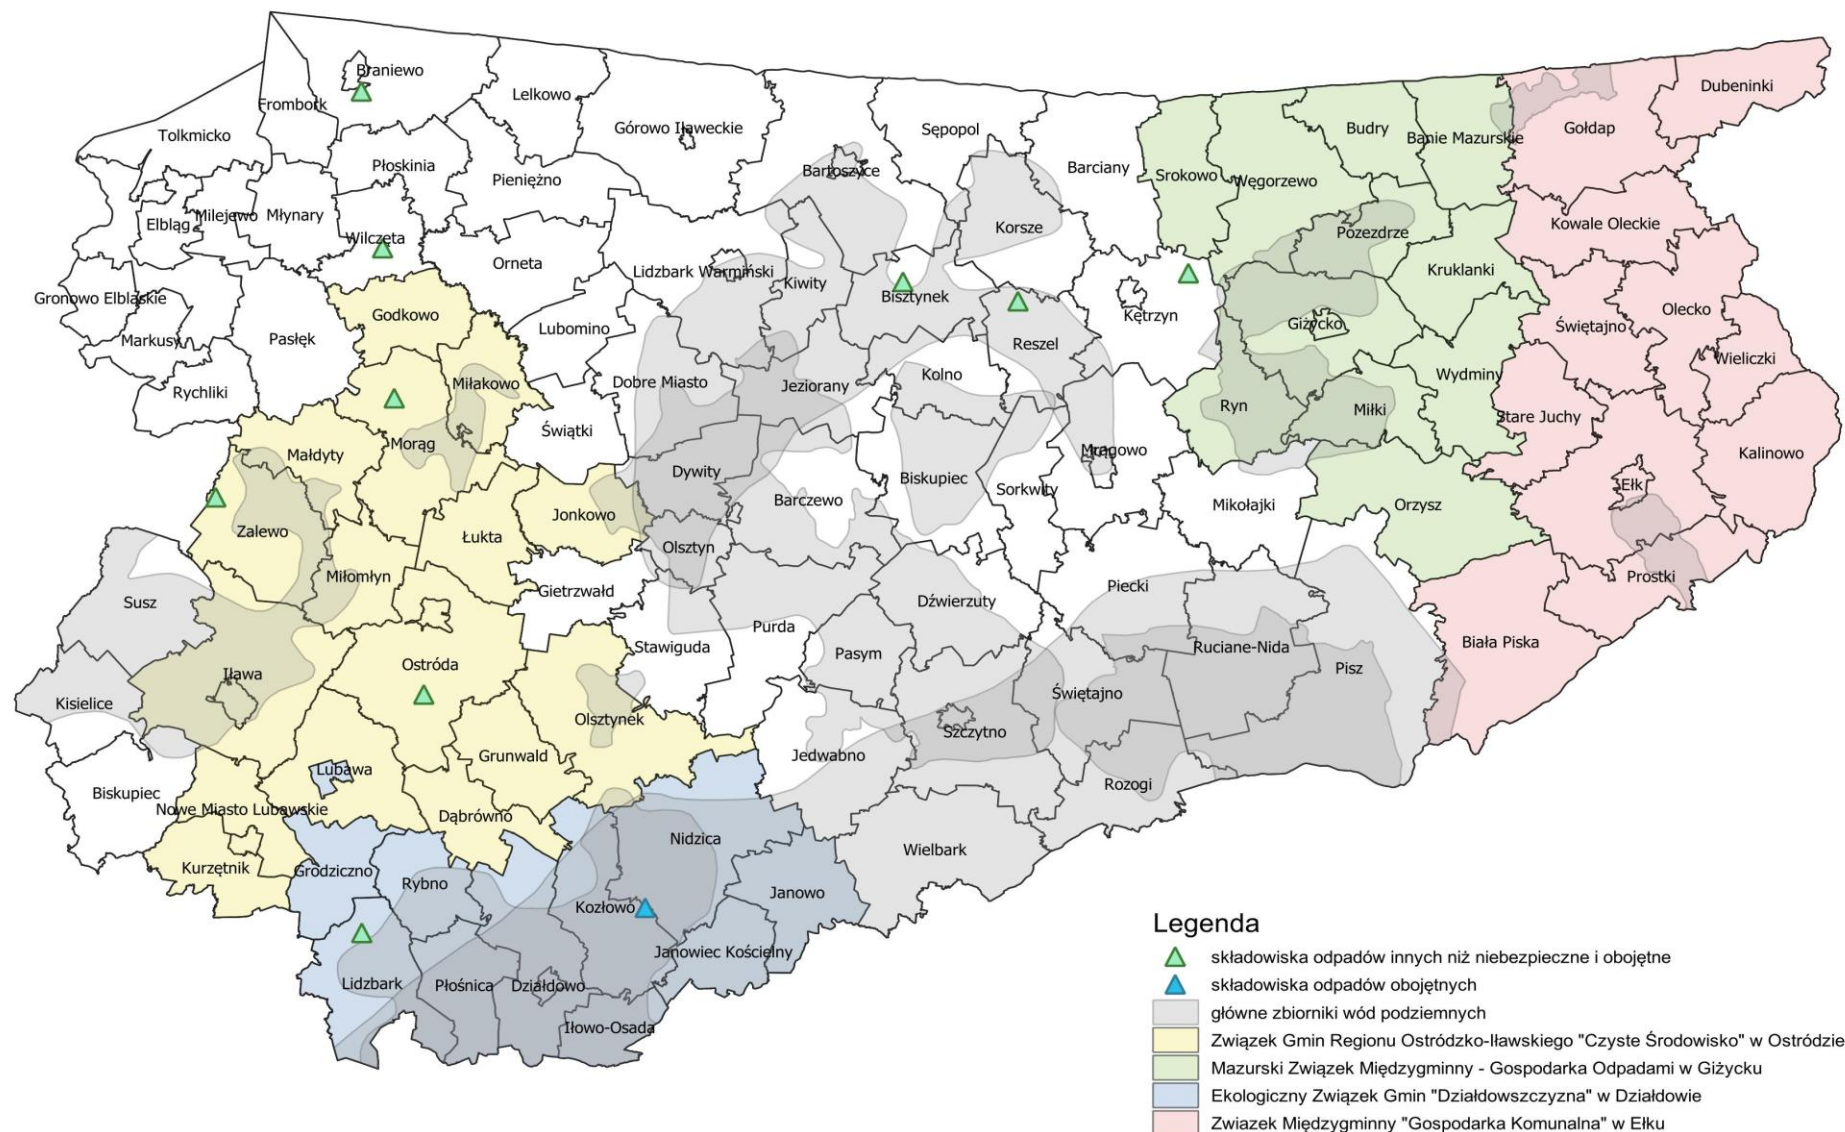 Braniewo
Lelkowo
Frombork
Tolkmicko
Górowo Iławeckie
Sępopol
Dubeninki
Budry
Banie Mazurskie
Gołdap
Płoskinia
Pieniężno
Bartoszyce
Barciany
Srokowo
Węgorzewo
Elbląg
Milejewo
Młynary
Wilczęta
Korsze
Pozezdrze
Kowale Oleckie
Orneta
Lidzbark Warmiński
Kiwity
Bisztynek
Kruklanki
Gronowo Elbląskie
Markusy
Pasłęk
Godkowo
Lubomino
Reszel
Kętrzyn
Giżycko
Świętajno
Olecko
Wieliczki
Rychliki
Miłakowo
Dobre Miasto
Jeziorany
Kolno
Wydminy
Ryn
Miłki
Stare Juchy
Świątki
Morąg
Małdyty
Mrągowo
Kalinowo
Dywity
Biskupiec
Barczewo
Sorkwity
Mikołajki
Orzysz
Ełk
Zalewo
Jonkowo
Łukta
Olsztyn
Miłomłyn
Gietrzwałd
Susz
Piecki
Prostki
Dźwierzuty
Purda
Stawiguda
Pasym
Ruciane-Nida
Biała Piska
Pisz
Ostróda
Iława
Kisielice
Świętajno
Olsztynek
Szczytno
Jedwabno
Grunwald
Lubawa
Rozogi
Biskupiec
Nowe Miasto Lubawskie
Dąbrówno
Nidzica
Wielbark
Kurzętnik
Grodziczno
Rybno
Janowo
Kozłowo
Janowiec Kościelny
Lidzbark
Płośnica
Działdowo
Iłowo-Osada
Legenda
składowiska odpadów innych niż niebezpieczne i obojętne
składowiska odpadów obojętnych
główne zbiorniki wód podziemnych
Związek Gmin Regionu Ostródzko-Iławskiego "Czyste Środowisko" w Ostródzie
Mazurski Związek Międzygminny - Gospodarka Odpadami w Giżycku
Ekologiczny Związek Gmin "Działdowszczyzna" w Działdowie
Zwiazek Międzygminny "Gospodarka Komunalna" w Ełku